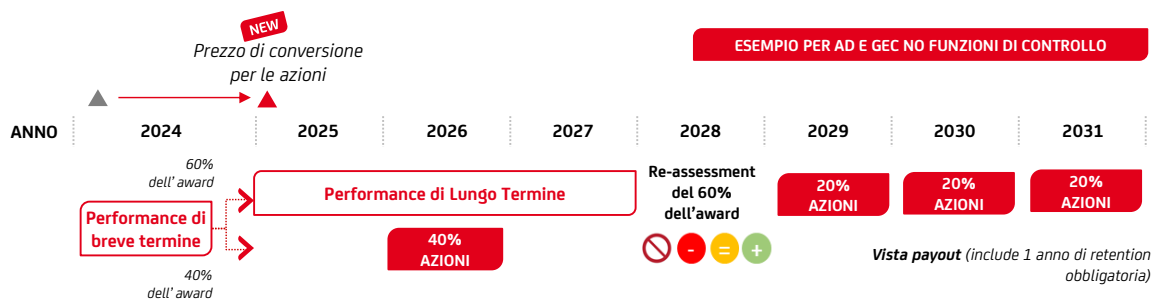 NEW
Prezzo di conversione
per le azioni
ESEMPIO PER AD E GEC NO FUNZIONI DI CONTROLLO
ANNO 2024 2025 2026 2027 2028 2029 2030 2031
60%
dell' award
Performance di
breve termine
40%
dell' award
Performance di Lungo Termine
40%
AZIONI
Re-assessment
del 60%
dell'award
- = +
20%
AZIONI
20%
AZIONI
20%
AZIONI
Vista payout (include 1 anno di retention
obbligatoria)